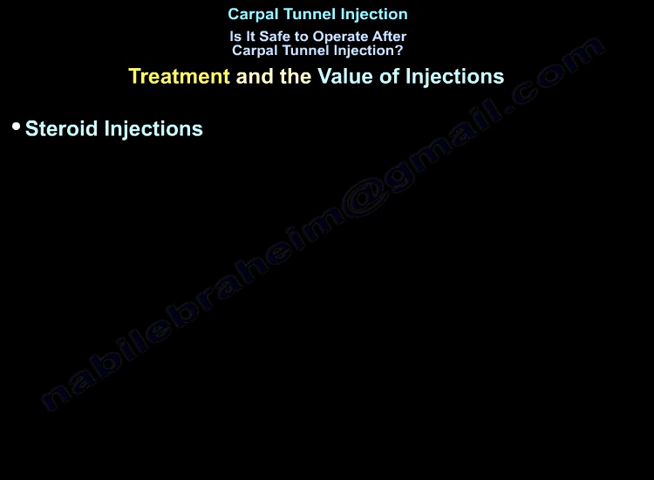 Carpal Tunnel Injection
Is It Safe to Operate After
Carpal Tunnel Injection?
Treatment and the Value of Injections
• Steroid Injections
nabilebraheim@gmail.com